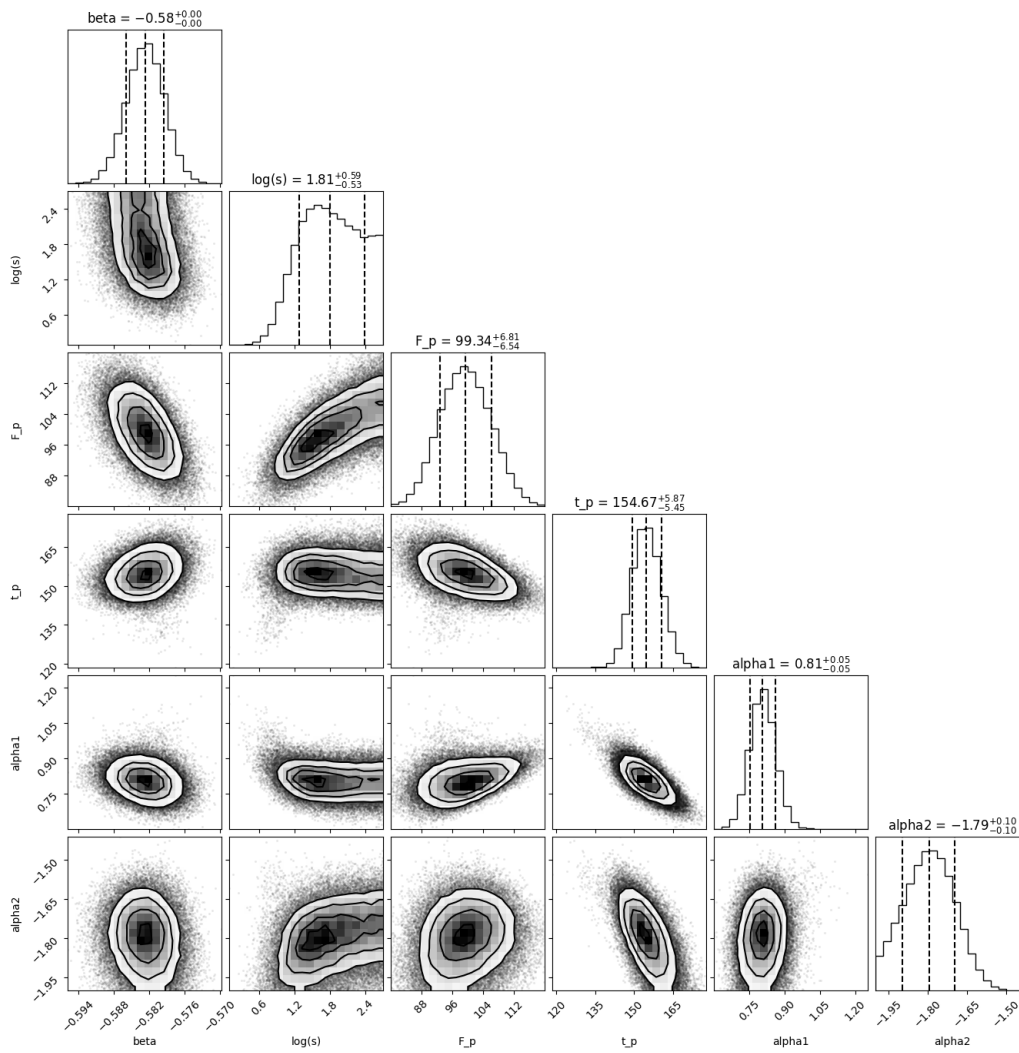 beta = −0.58+0.00−0.00
log(s) = 1.81+0.59−0.53
F_p = 99.34+6.81−6.54
t_p = 154.67+5.87−5.45
alpha1 = 0.81+0.05−0.05
alpha2 = −1.79+0.10−0.10
log(s)
2.4
1.8
1.2
0.6
F_p
112
104
96
88
t_p
165
150
135
120
alpha1
1.20
1.05
0.90
0.75
alpha2
−1.50
−1.65
−1.80
−1.95
−0.594 −0.588 −0.582 −0.576 −0.570
0.6 1.2 1.8 2.4
88 96 104 112
120 135 150 165
0.75 0.90 1.05 1.20
−1.95 −1.80 −1.65 −1.50
beta log(s) F_p t_p alpha1 alpha2